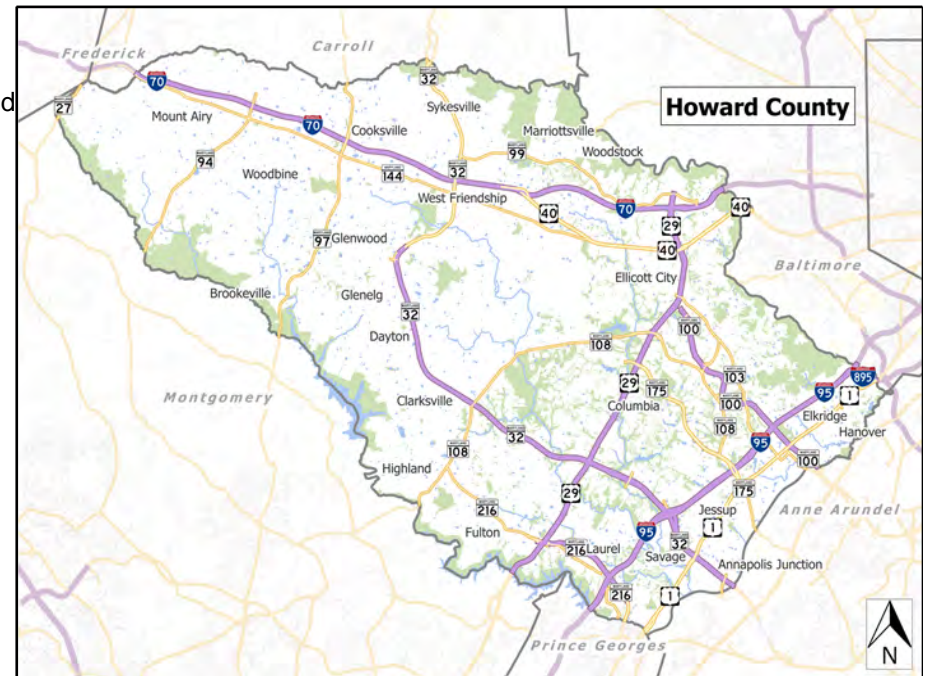 Frederick
Carroll
d
70
32
27
Sykesville
Howard County
Mount Airy
70
Cooksville
Marriottsville
99
Woodstock
94
Woodbine
144
32
West Friendship
70
40
40
29
97
Glenwood
40
Baltimore
Ellicott City
Brookeville
Glenelg
32
100
Dayton
108
103
95
895
1
Montgomery
29
175
Clarksville
Columbia
100
Elkridge
108
Hanover
32
95
108
100
Highland
175
29
Anne Arundel
216
Jessup
1
Fulton
95
216
Laurel
Savage
32
Annapolis Junction
216
1
Prince Georges
N